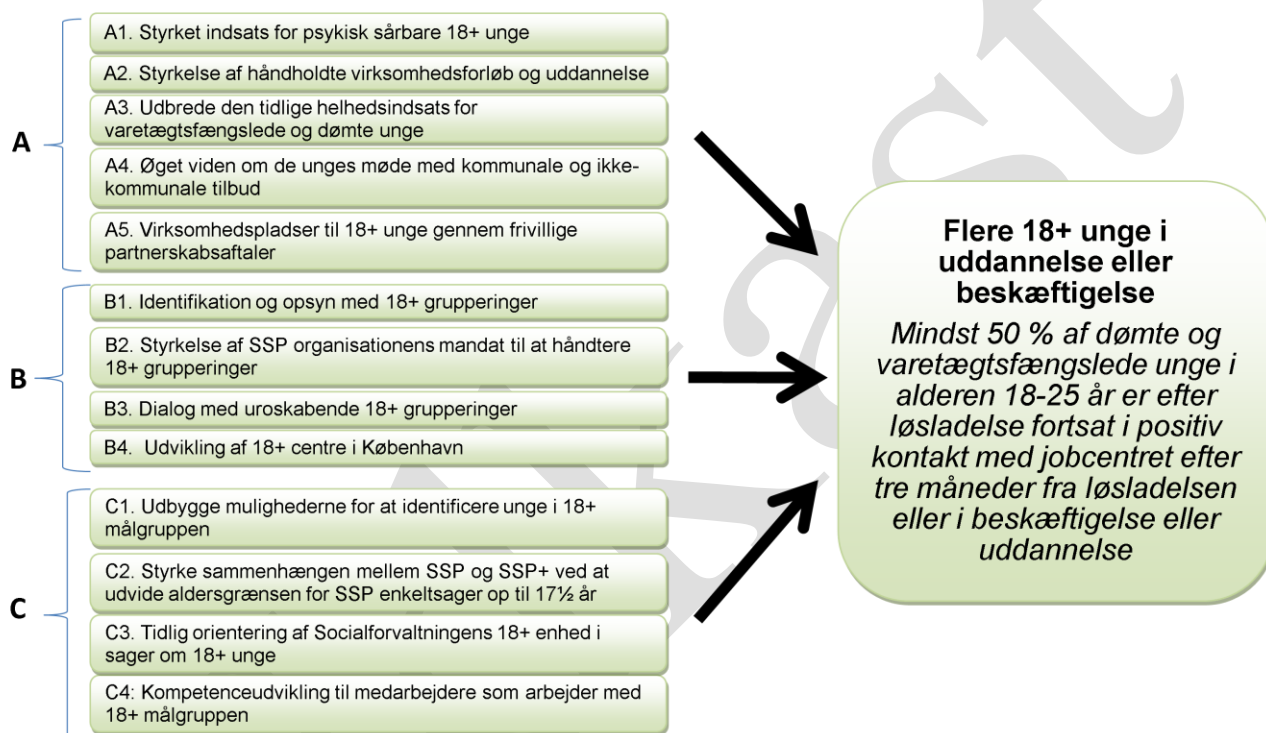 A
A1. Styrket indsats for psykisk sårbare 18+ unge
A2. Styrkelse af håndholdte virksomhedsforløb og uddannelse
A3. Udbrede den tidlige helhedsindsats for
varetægtsfængslede og dømte unge
A4. Øget viden om de unges møde med kommunale og ikke-
kommunale tilbud
A5. Virksomhedspladser til 18+ unge gennem frivillige
partnerskabsaftaler
B
B1. Identifikation og opsyn med 18+ grupperinger
B2. Styrkelse af SSP organisationens mandat til at håndtere
18+ grupperinger
B3. Dialog med uroskabende 18+ grupperinger
B4. Udvikling af 18+ centre i København
C
C1. Udbygge mulighederne for at identificere unge i 18+
målgruppen
C2. Styrke sammenhængen mellem SSP og SSP+ ved at
udvide aldersgrænsen for SSP enkeltsager op til 17½ år
C3. Tidlig orientering af Socialforvaltningens 18+ enhed i
sager om 18+ unge
C4: Kompetenceudvikling til medarbejdere som arbejder med
18+ målgruppen
Flere 18+ unge i
uddannelse eller
beskæftigelse
Mindst 50 % af dømte og
varetægtsfængslede unge i
alderen 18-25 år er efter
løsladelse fortsat i positiv
kontakt med jobcentret efter
tre måneder fra løsladelsen
eller i beskæftigelse eller
uddannelse